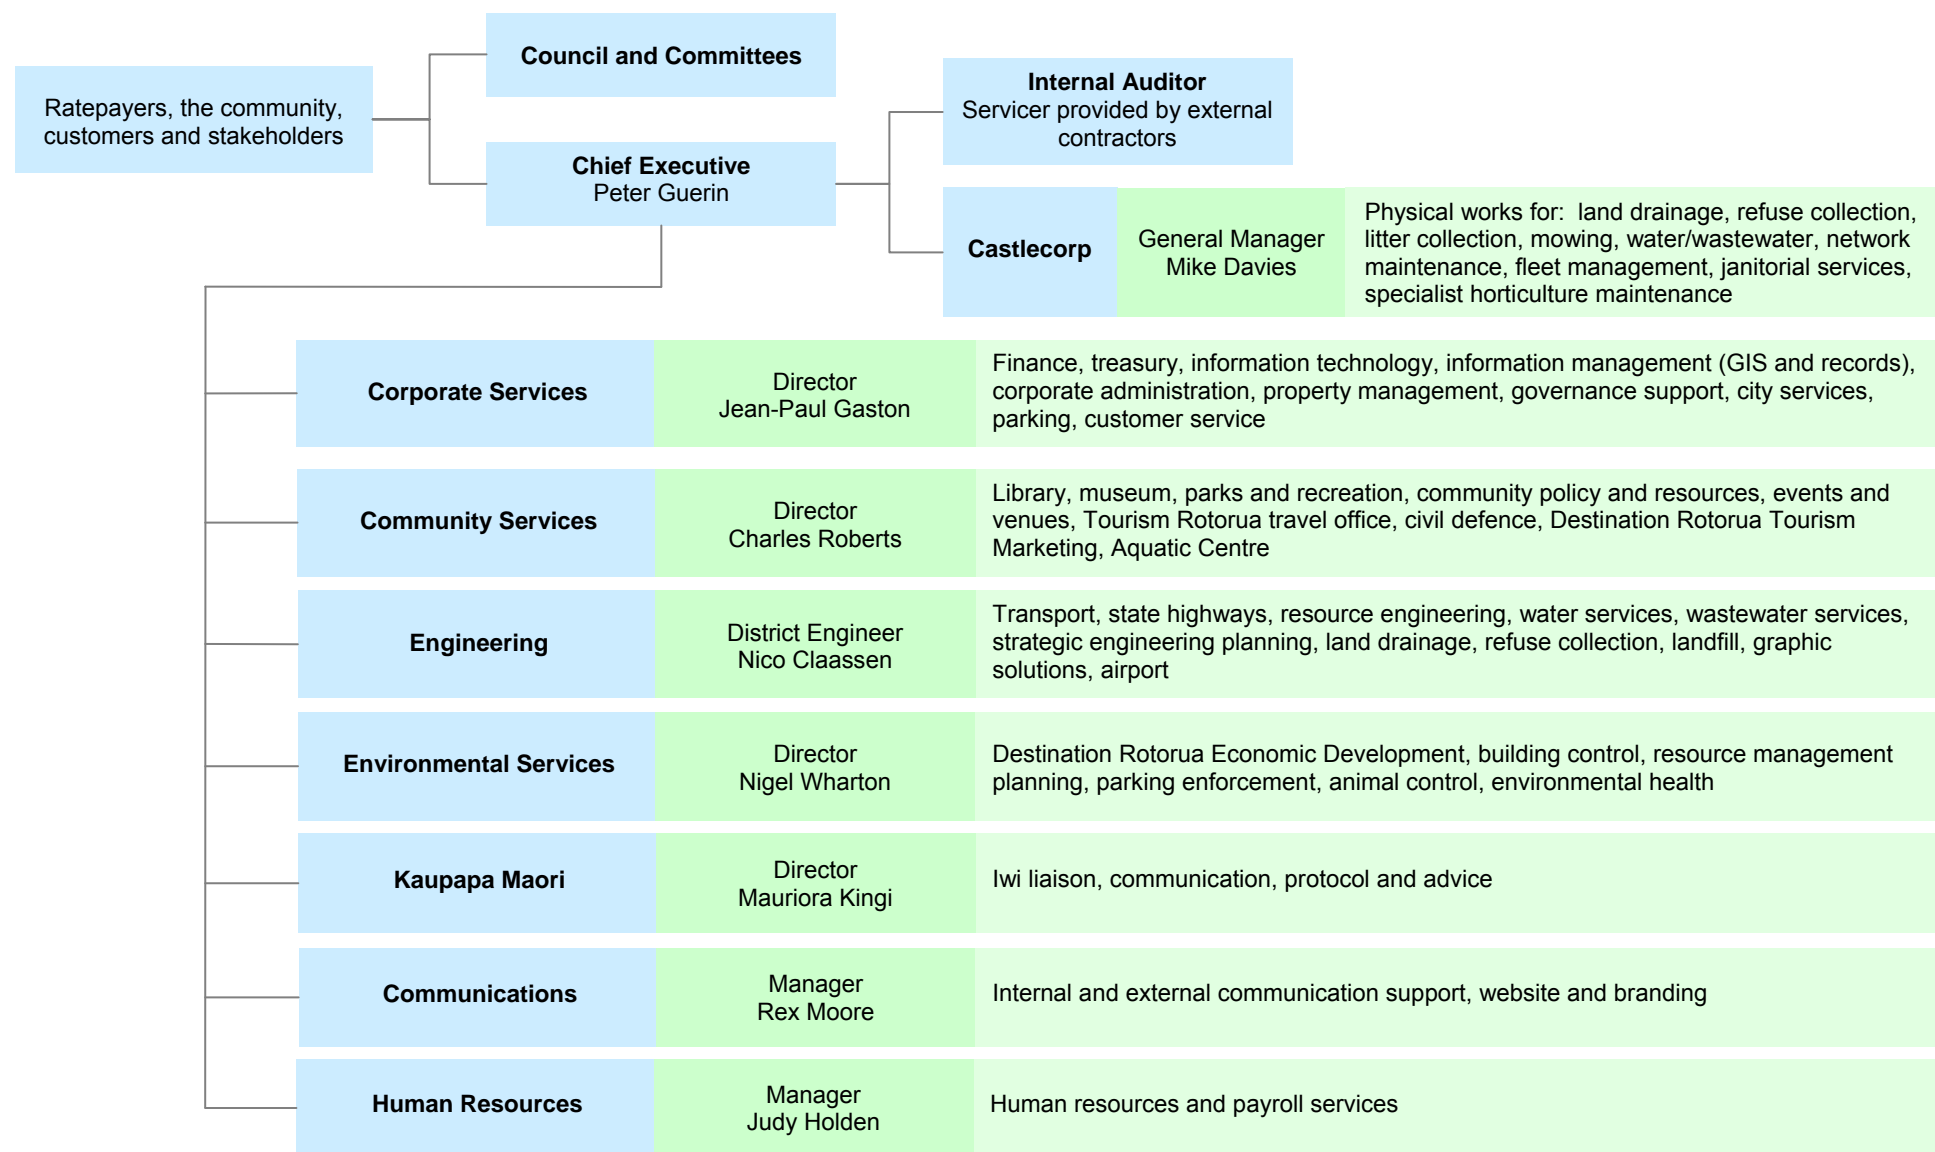 Ratepayers, the community,
customers and stakeholders
Council and Committees
Chief Executive
Peter Guerin
Internal Auditor
Servicer provided by external
contractors
Castlecorp
General Manager
Mike Davies
Physical works for:  land drainage, refuse collection,
litter collection, mowing, water/wastewater, network
maintenance, fleet management, janitorial services,
specialist horticulture maintenance
Corporate Services
Director
Jean-Paul Gaston
Finance, treasury, information technology, information management (GIS and records),
corporate administration, property management, governance support, city services,
parking, customer service
Community Services
Director
Charles Roberts
Library, museum, parks and recreation, community policy and resources, events and
venues, Tourism Rotorua travel office, civil defence, Destination Rotorua Tourism
Marketing, Aquatic Centre
Engineering
District Engineer
Nico Claassen
Transport, state highways, resource engineering, water services, wastewater services,
strategic engineering planning, land drainage, refuse collection, landfill, graphic
solutions, airport
Environmental Services
Director
Nigel Wharton
Destination Rotorua Economic Development, building control, resource management
planning, parking enforcement, animal control, environmental health
Kaupapa Maori
Director
Mauriora Kingi
Iwi liaison, communication, protocol and advice
Communications
Manager
Rex Moore
Internal and external communication support, website and branding
Human Resources
Manager
Judy Holden
Human resources and payroll services